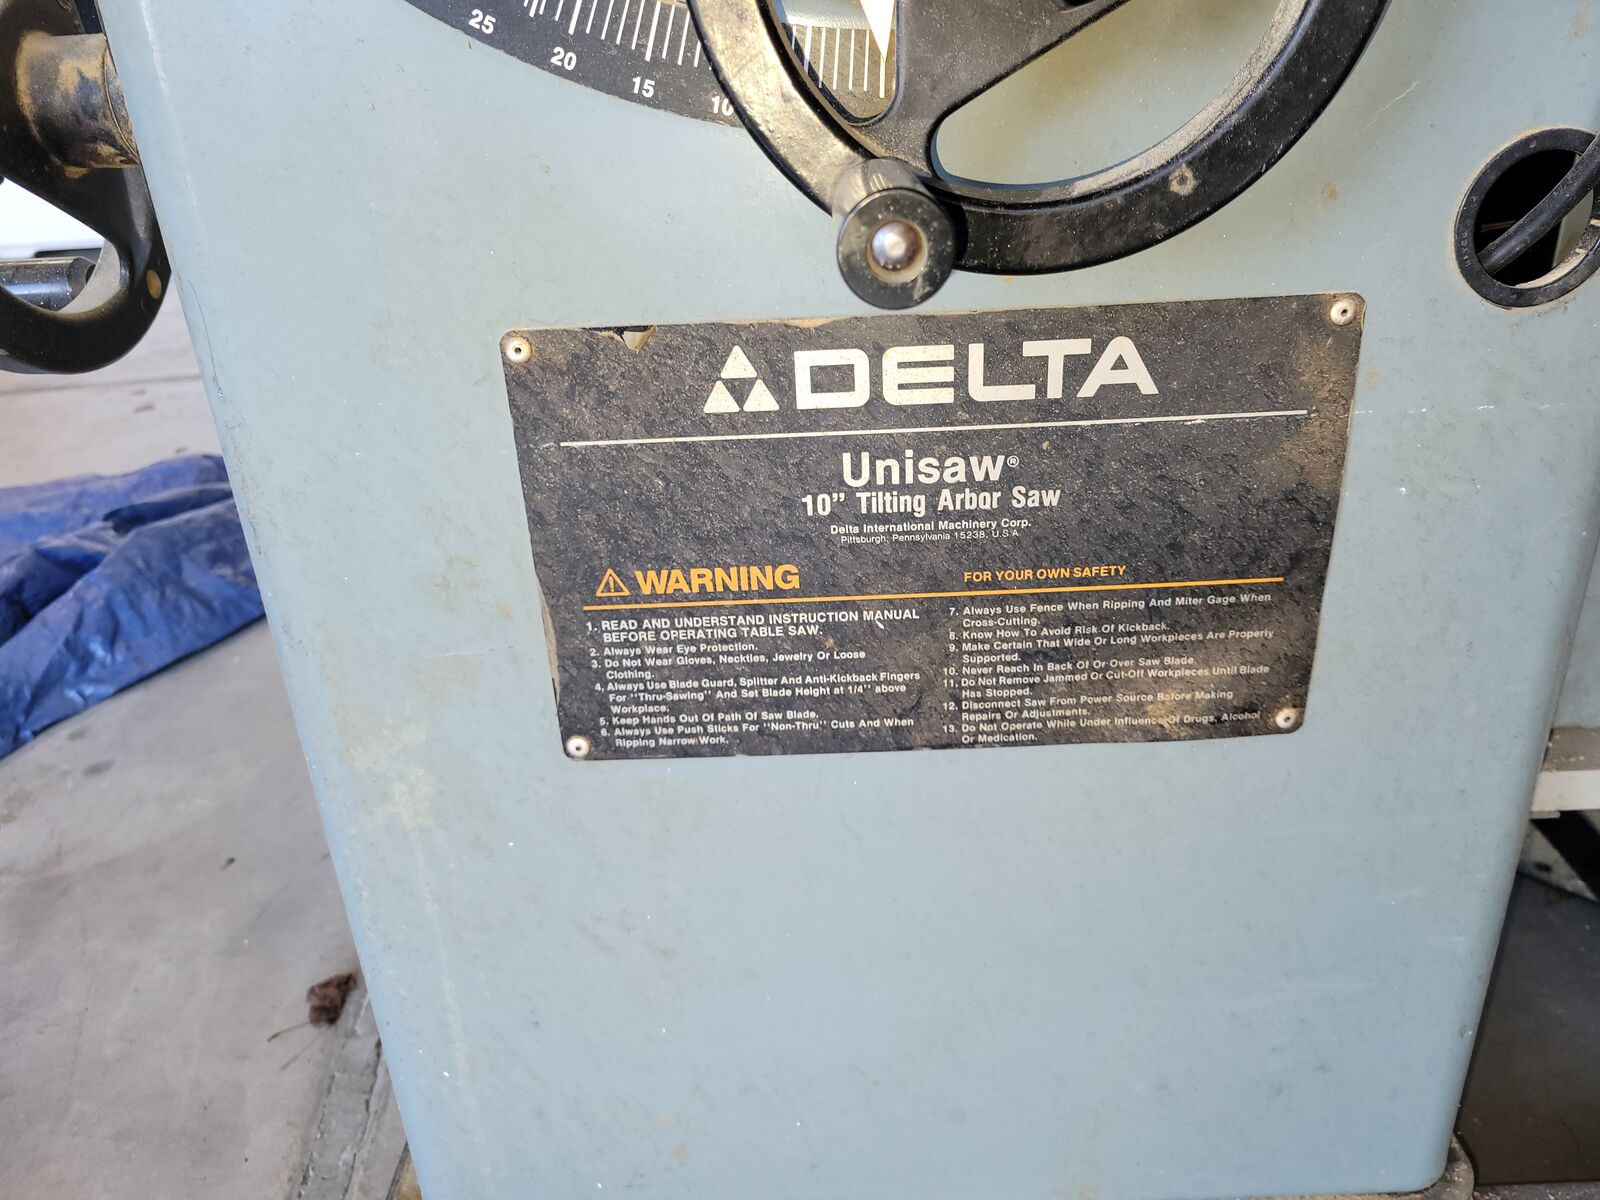 25
20
15
10
DELTA
Unisaw®
10” Tilting Arbor Saw
Delta International Machinery Corp.
Pittsburgh, Pennsylvania 15238, U.S.A
WARNING
FOR YOUR OWN SAFETY
1. READ AND UNDERSTAND INSTRUCTION MANUAL
BEFORE OPERATING TABLE SAW.
2. Always Wear Eye Protection.
3. Do Not Wear Gloves, Neckties, Jewelry Or Loose
Clothing.
4. Always Use Blade Guard, Splitter And Anti-Kickback Fingers
For "Thru-Sawing" And Set Blade Height at 1/4" above
Workplace.
5. Keep Hands Out Of Path Of Saw Blade.
6. Always Use Push Sticks For "Non-Thru" Cuts And When
Ripping Narrow Work.
7. Always Use Fence When Ripping And Miter Gage When
Cross-Cutting.
8. Know How To Avoid Risk Of Kickback.
9. Make Certain That Wide Or Long Workpieces Are Properly
Supported.
10. Never Reach In Back Of Or Over Saw Blade.
11. Do Not Remove Jammed Or Cut-Off Workpieces Until Blade
Has Stopped.
12. Disconnect Saw From Power Source Before Making
Repairs Or Adjustments.
13. Do Not Operate While Under Influence Of Drugs, Alcohol
Or Medication.